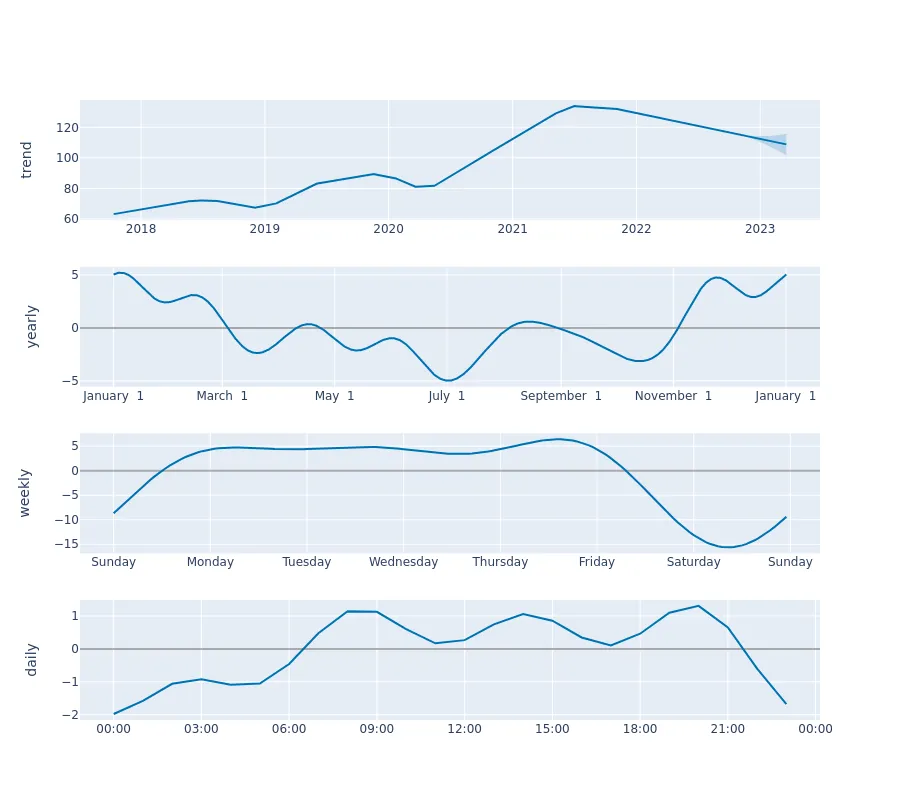 trend
120
100
80
60
2018 2019 2020 2021 2022 2023
yearly
5
0
−5
January 1 March 1 May 1 July 1 September 1 November 1 January 1
weekly
5
0
−5
−10
−15
Sunday Monday Tuesday Wednesday Thursday Friday Saturday Sunday
daily
1
0
−1
−2
00:00 03:00 06:00 09:00 12:00 15:00 18:00 21:00 00:00